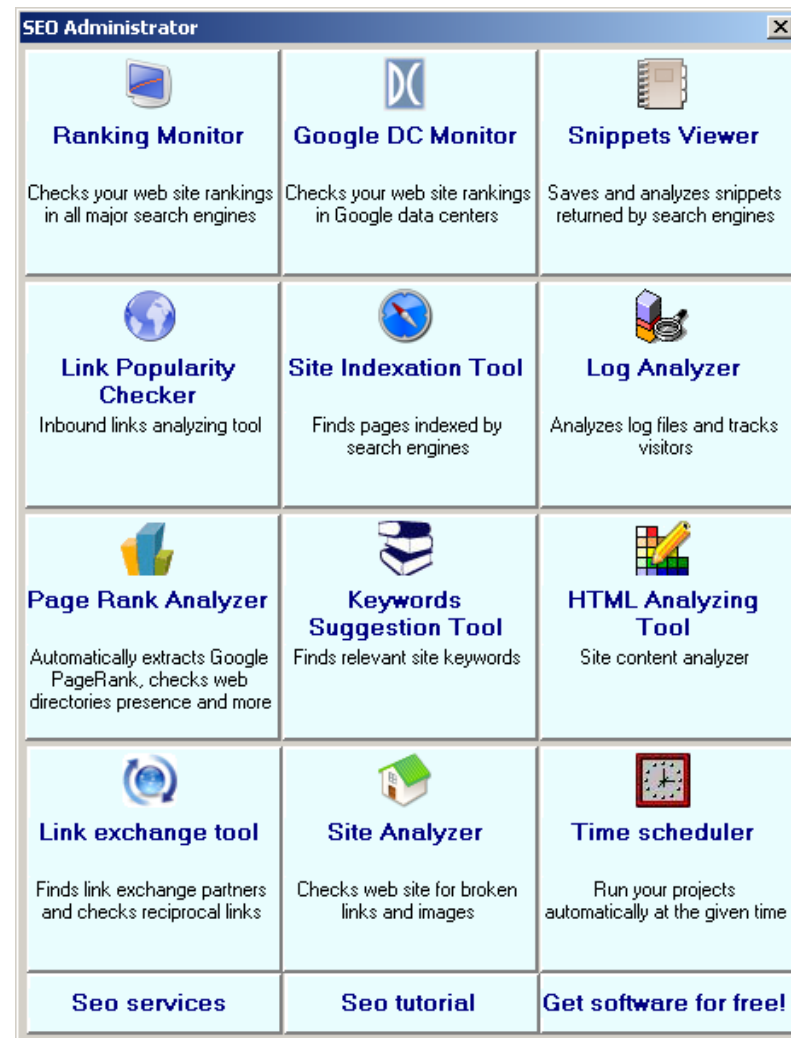 SEO Administrator
DC
Ranking Monitor
Checks your web site rankings
in all major search engines
Google DC Monitor
Checks your web site rankings
in Google data centers
Snippets Viewer
Saves and analyzes snippets
returned by search engines
Link Popularity
Checker
Inbound links analyzing tool
Site Indexation Tool
Finds pages indexed by
search engines
Log Analyzer
Analyzes log files and tracks
visitors
Page Rank Analyzer
Automatically extracts Google
PageRank, checks web
directories presence and more
Keywords
Suggestion Tool
Finds relevant site keywords
HTML Analyzing
Tool
Site content analyzer
Link exchange tool
Finds link exchange partners
and checks reciprocal links
Site Analyzer
Checks web site for broken
links and images
Time scheduler
Run your projects
automatically at the given time
Seo services
Seo tutorial
Get software for free!